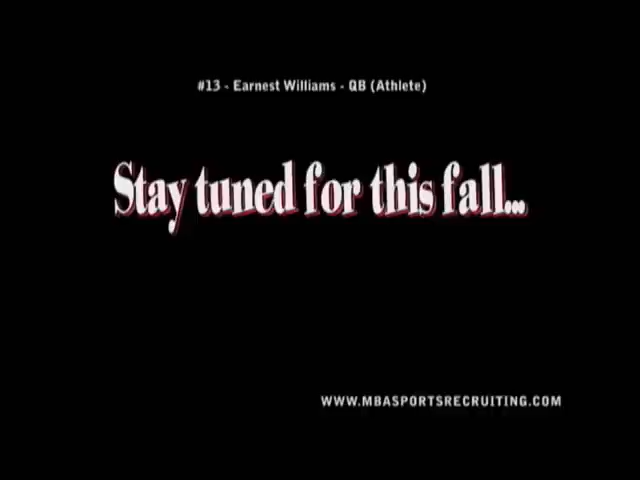 #13 - Earnest Williams - QB (Athlete)
Stay tuned for this fall...
WWW.MBASPORTSRECRUITING.COM